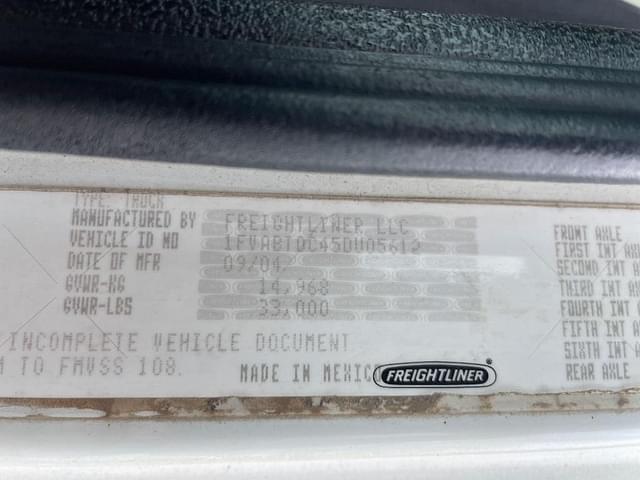 TYPE: TRUCK
MANUFACTURED BY FREIGHTLINER LLC
VEHICLE ID NO
DATE OF MFR 09/04
GVWR-KG 14,968
GVWR-LBS 33,000
INCOMPLETE VEHICLE DOCUMENT
TO FMVSS 108.
MADE IN MEXICO
FREIGHTLINER
FRONT AXLE
FIRST INT
SECOND INT
THIRD INT
FOURTH INT
FIFTH INT
SIXTH INT
REAR AXLE